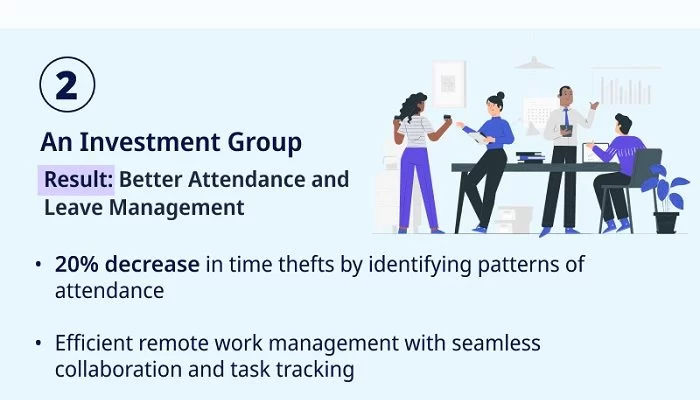 2
An Investment Group
Result: Better Attendance and
Leave Management
• 20% decrease in time thefts by identifying patterns of
attendance
• Efficient remote work management with seamless
collaboration and task tracking